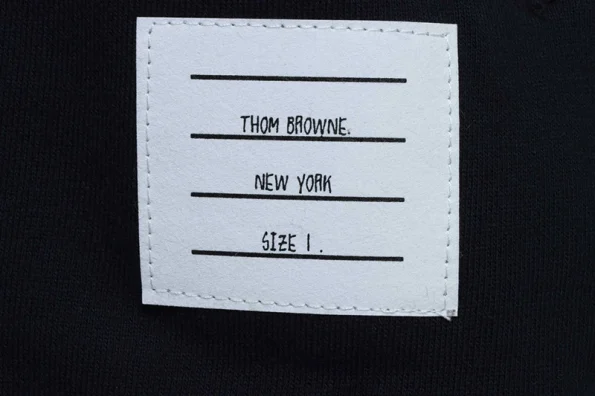 THOM BROWNE.
NEW YORK
SIZE 1.